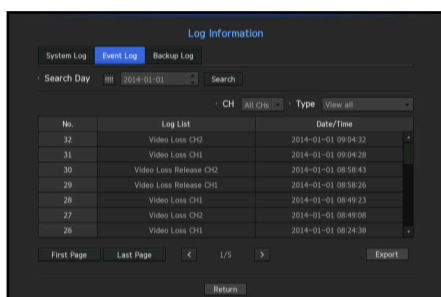 Log Information
System Log Event Log Backup Log
· Search Day 2014-01-01 Search
· CH All CHs · Type View all
No. Log List Date/Time
32 Video Loss CH2 2014-01-01 09:04:32
31 Video Loss CH1 2014-01-01 09:04:28
30 Video Loss Release CH2 2014-01-01 08:58:43
29 Video Loss Release CH1 2014-01-01 08:58:26
28 Video Loss CH1 2014-01-01 08:49:23
27 Video Loss CH2 2014-01-01 08:49:08
26 Video Loss CH1 2014-01-01 08:24:38
First Page Last Page < 1/5 > Export
Return